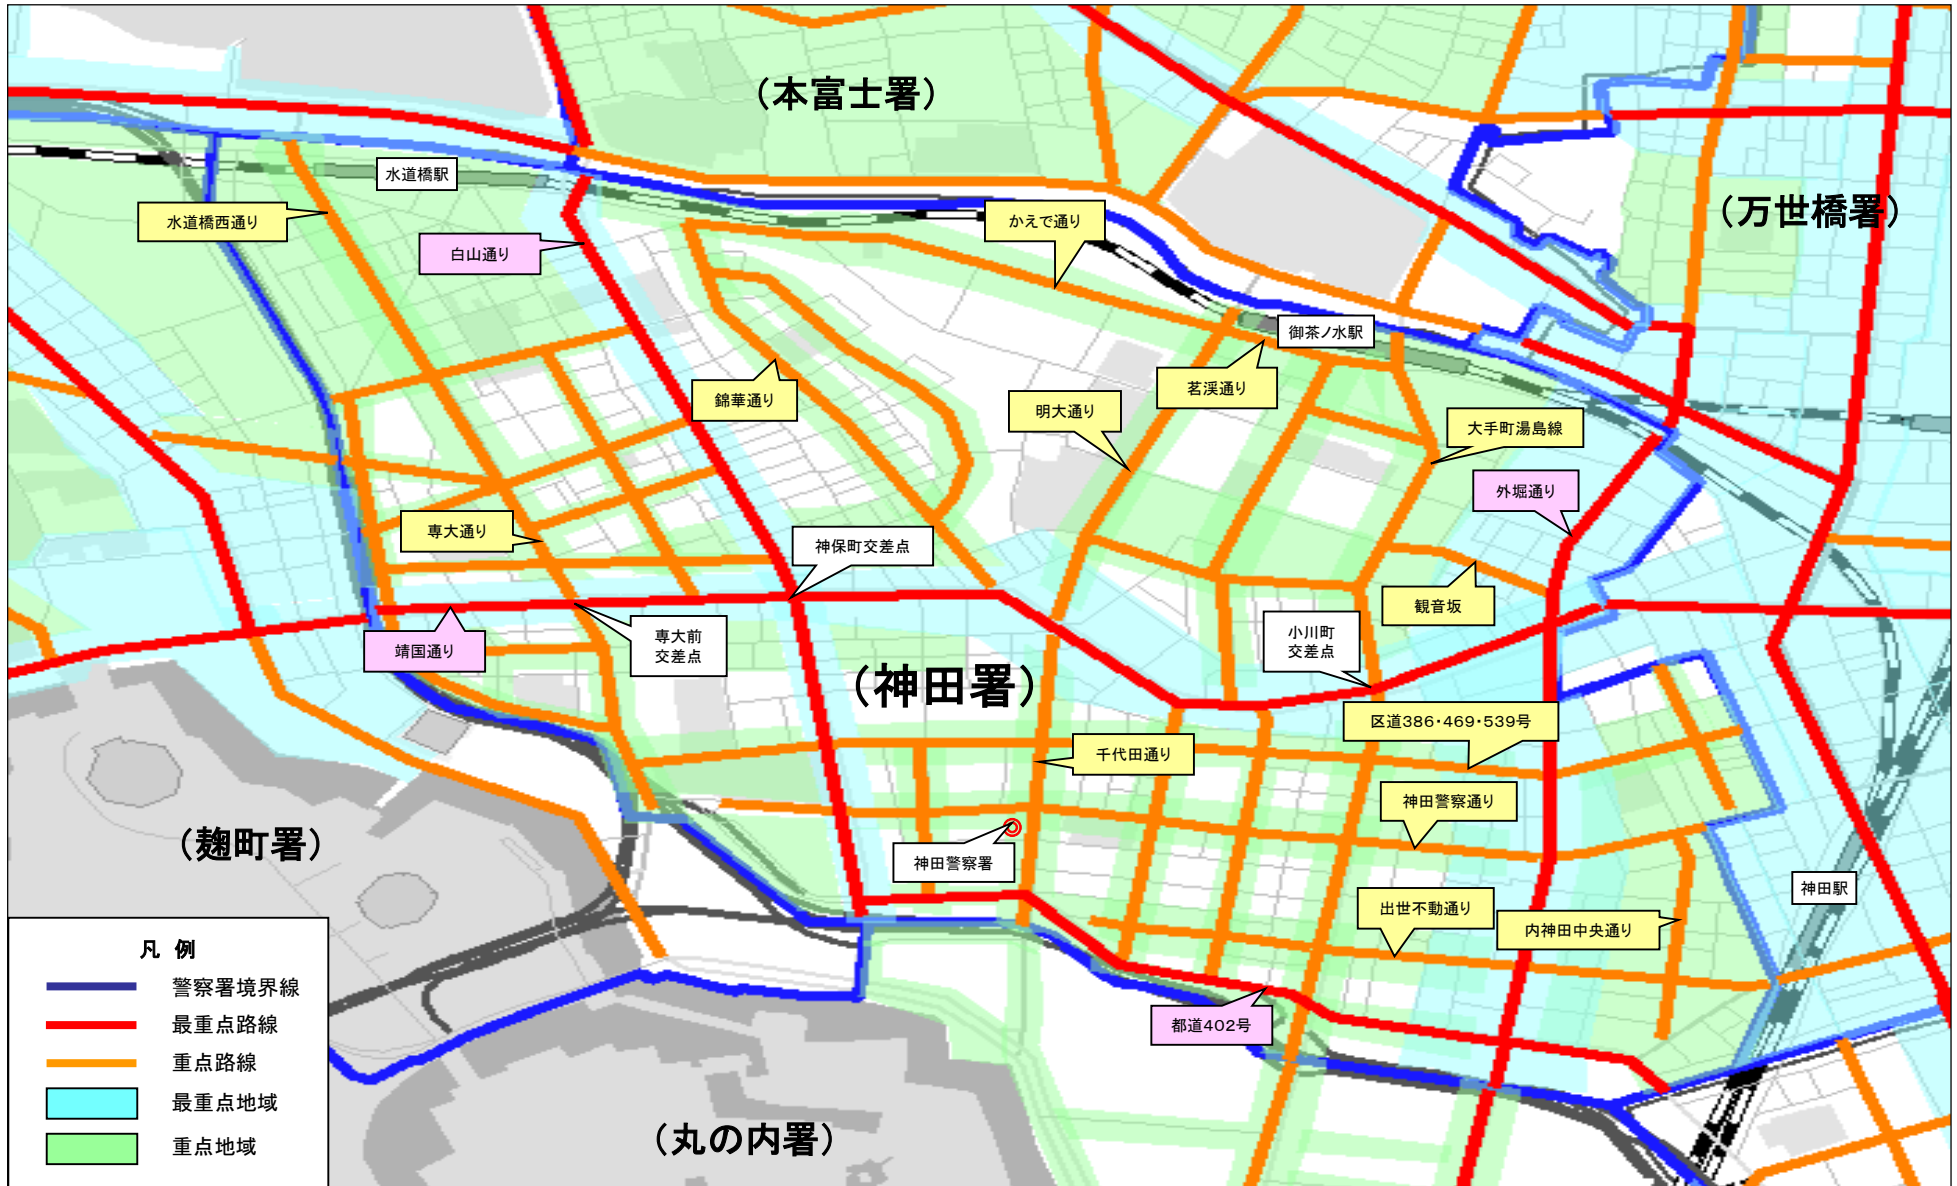 （本富士署）
水道橋駅
（万世橋署）
水道橋西通り
かえで通り
白山通り
御茶ノ水駅
錦華通り
茗渓通り
明大通り
大手町湯島線
外堀通り
専大通り
神保町交差点
観音坂
靖国通り
専大前
交差点
小川町
交差点
（神田署）
区道386・469・539号
千代田通り
神田警察通り
（麹町署）
神田警察署
神田駅
出世不動通り
内神田中央通り
都道402号
（丸の内署）
凡 例
警察署境界線
最重点路線
重点路線
最重点地域
重点地域